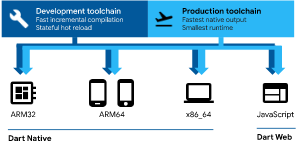 Development toolchain
Fast incremental compilation
Stateful hot reload
Production toolchain
Fastest native output
Smallest runtime
ARM32
ARM64
x86_64
JavaScript
Dart Native
Dart Web